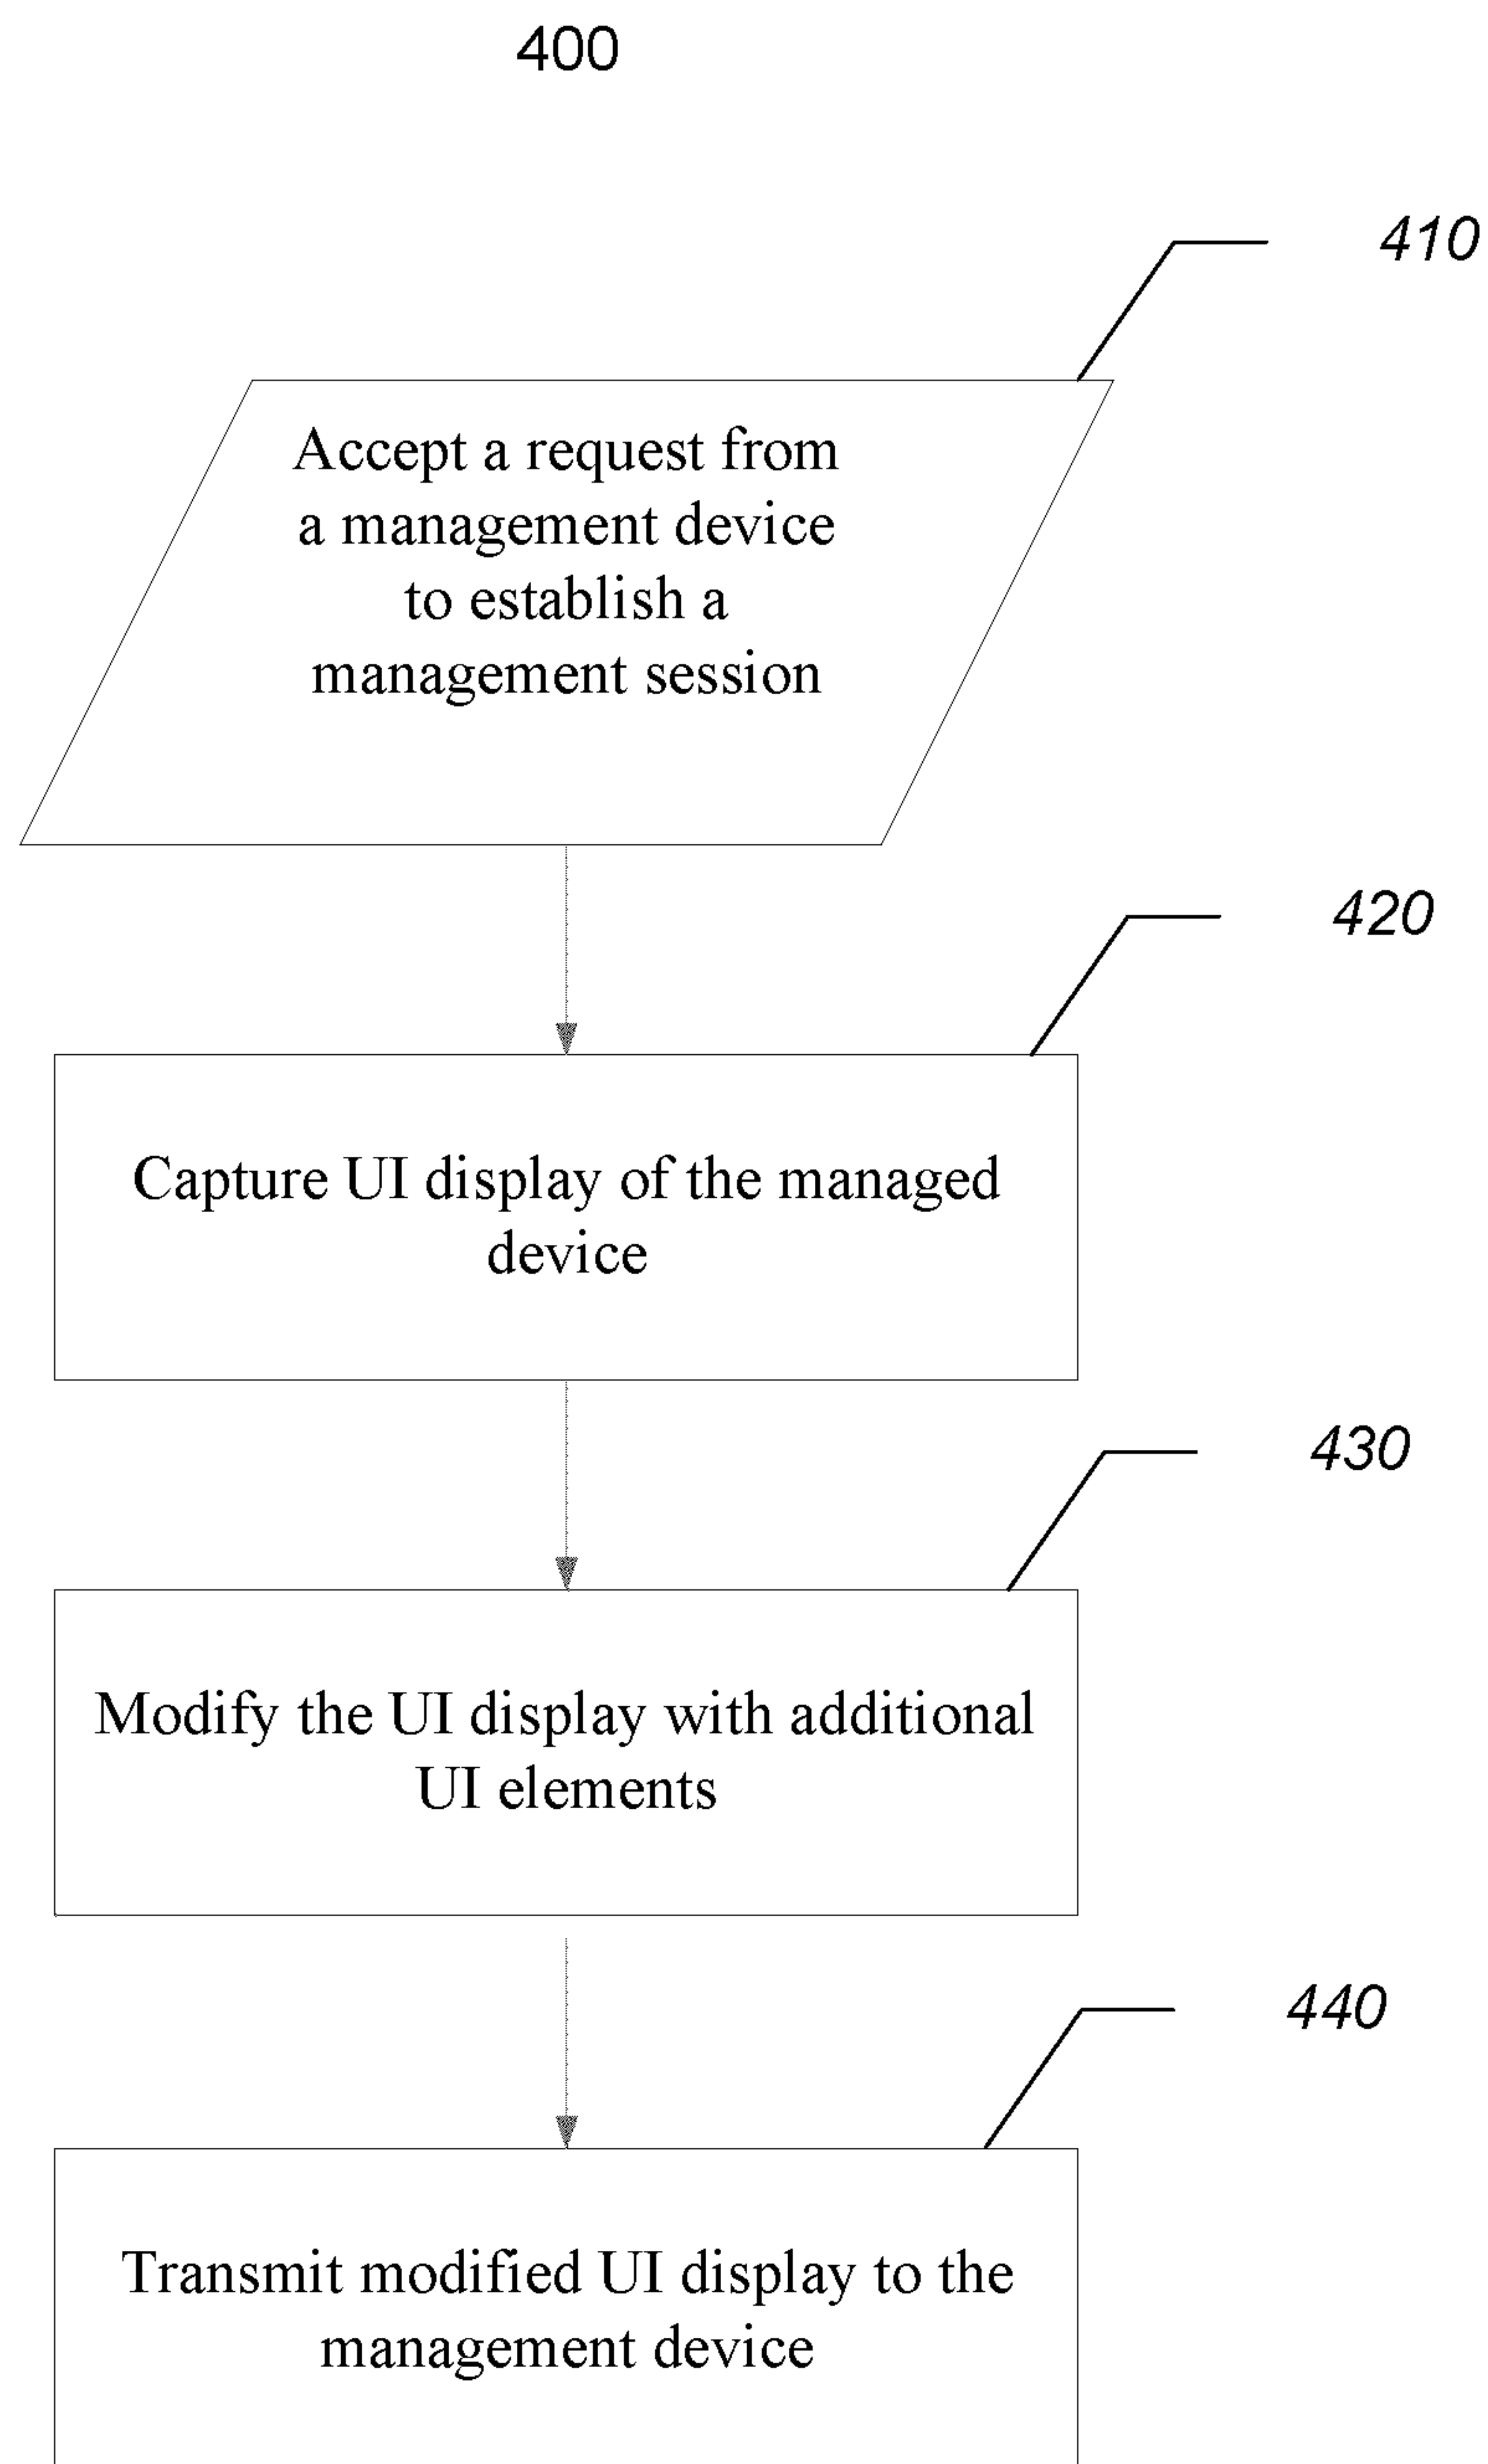 400
410
Accept a request from
a management device
to establish a
management session
420
Capture UI display of the managed
device
430
Modify the UI display with additional
UI elements
440
Transmit modified UI display to the
management device